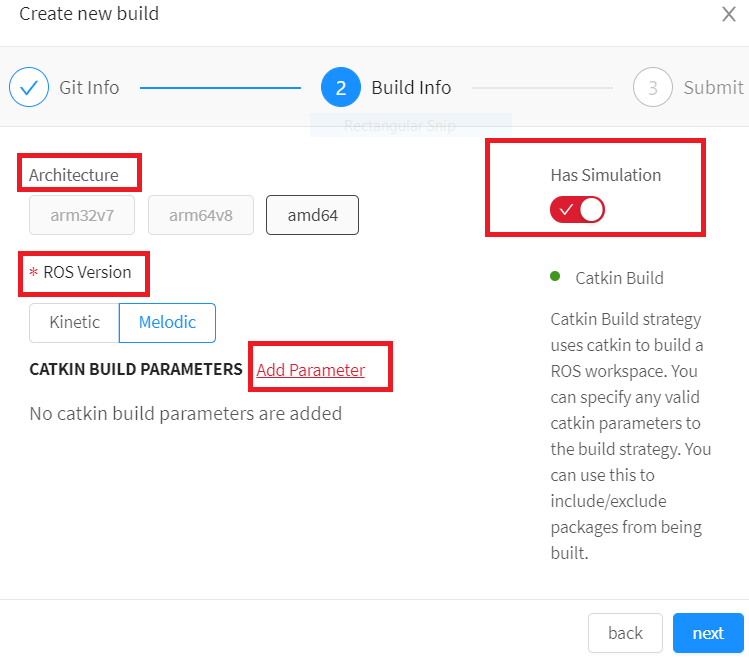 Create new build
Git Info
2
Build Info
3
Submit
Rectangular Snip
Architecture
arm32v7
arm64v8
amd64
Has Simulation
* ROS Version
Kinetic
Melodic
CATKIN BUILD PARAMETERS Add Parameter
No catkin build parameters are added
Catkin Build
Catkin Build strategy
uses catkin to build a
ROS workspace. You
can specify any valid
catkin parameters to
the build strategy. You
can use this to
include/exclude
packages from being
built.
back
next